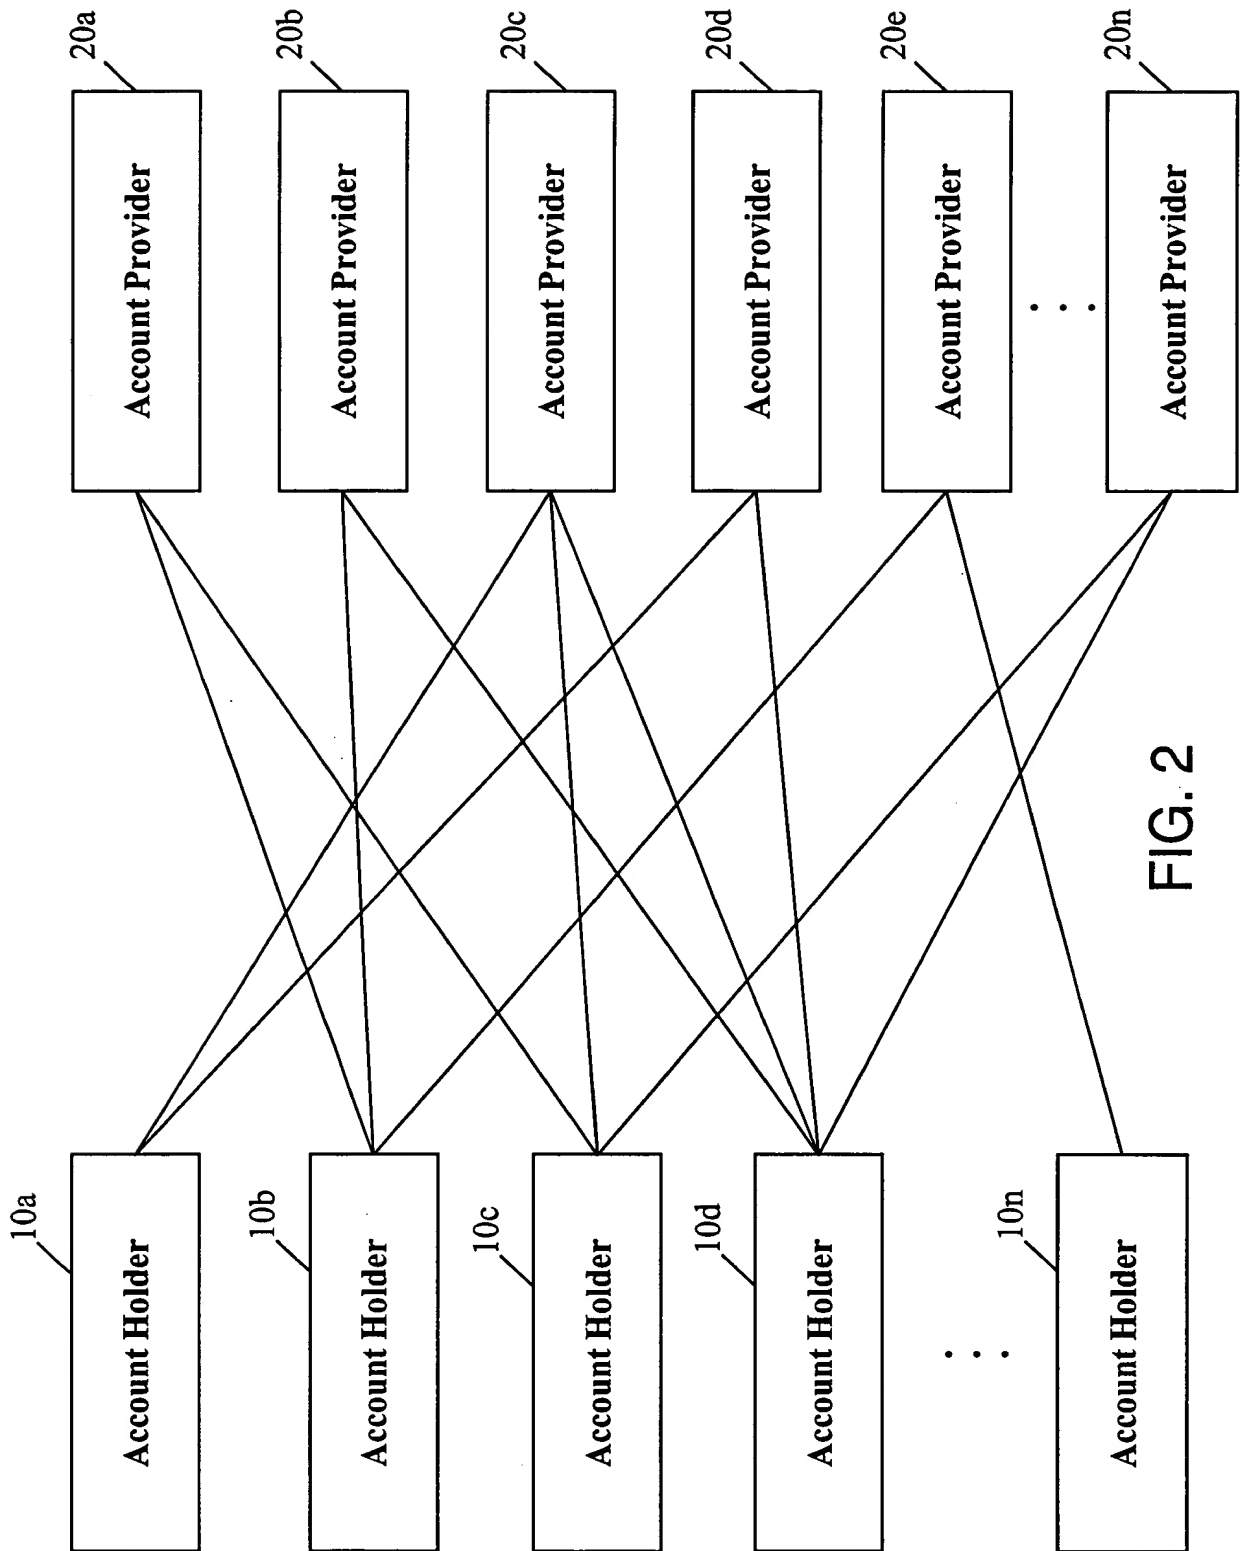 10a
Account Holder
10b
Account Holder
10c
Account Holder
10d
Account Holder
. . .
10n
Account Holder
20a
Account Provider
20b
Account Provider
20c
Account Provider
20d
Account Provider
20e
Account Provider
. . .
20n
Account Provider
FIG. 2